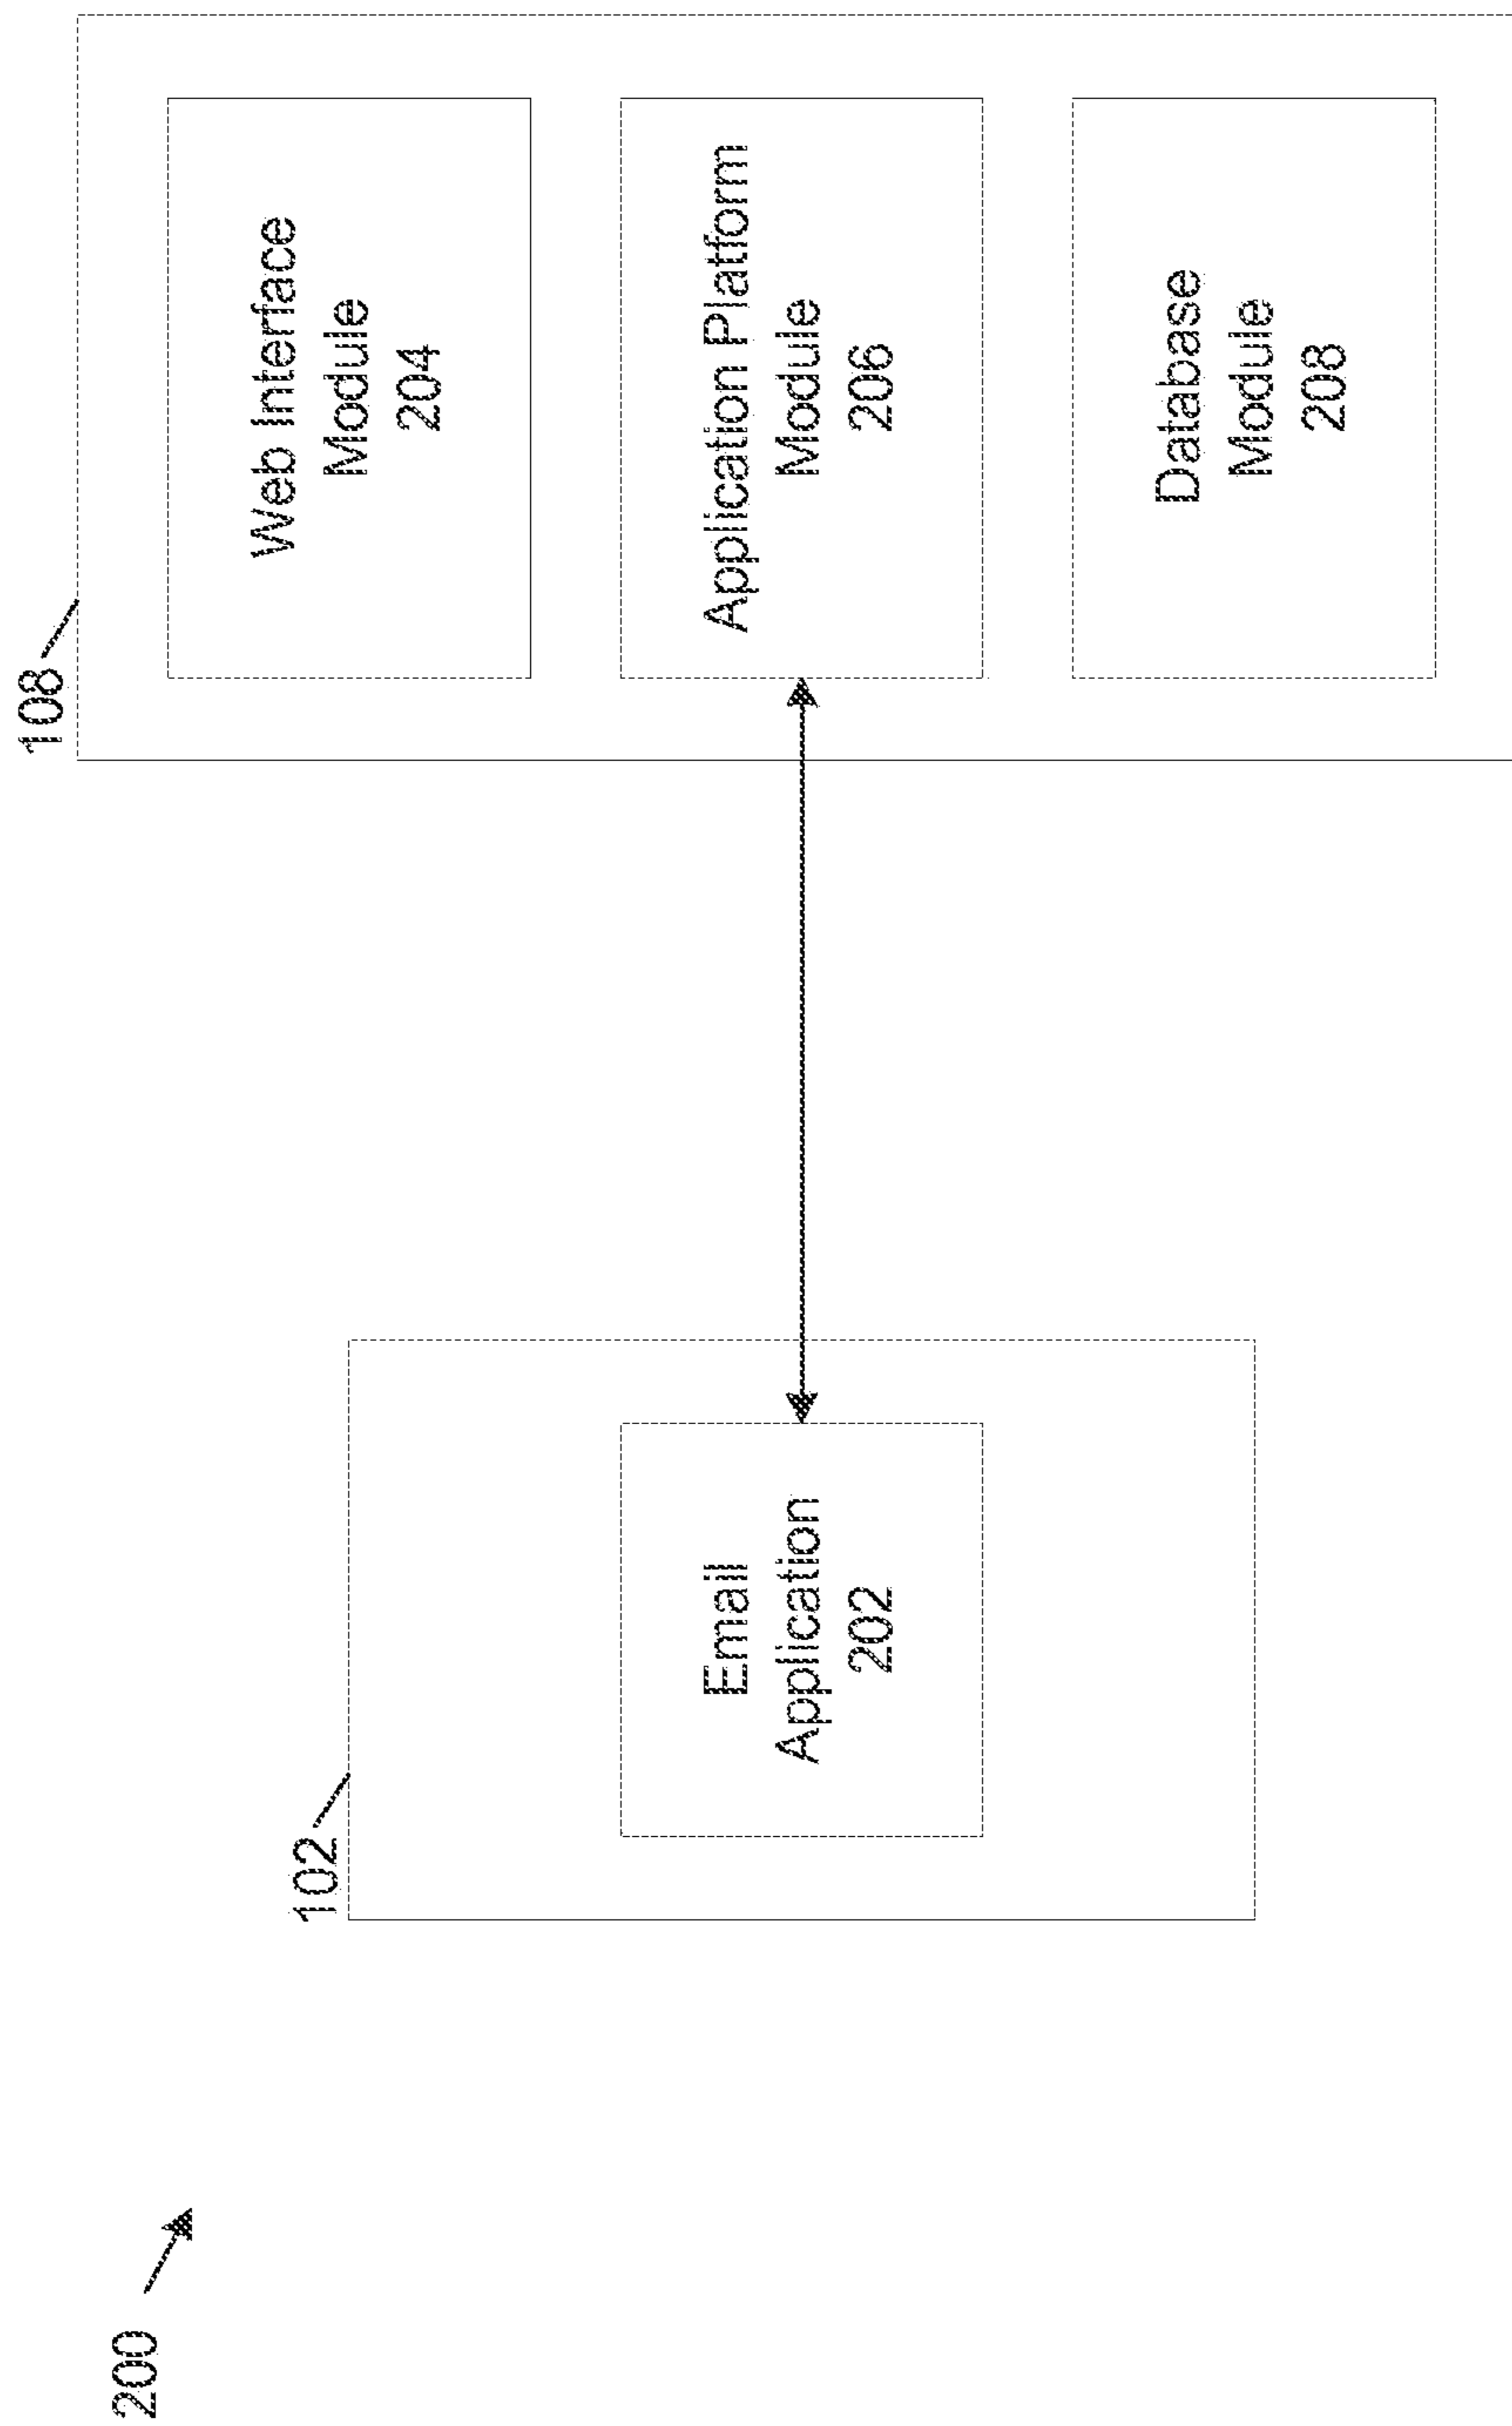 200
102
Email
Application
202
108
Web Interface
Module
204
Application Platform
Module
206
Database
Module
208